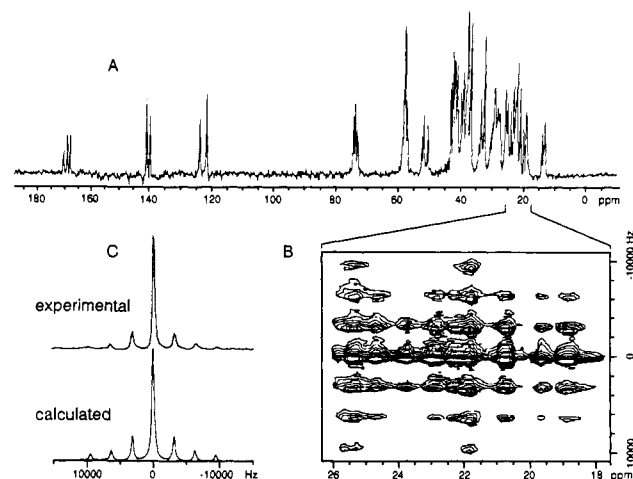 A
180 160 140 120 100 80 60 40 20 0 ppm
C
B
experimental
calculated
10000 0 -10000 Hz
26 24 22 20 18 ppm
-10000 Hz
0
10000